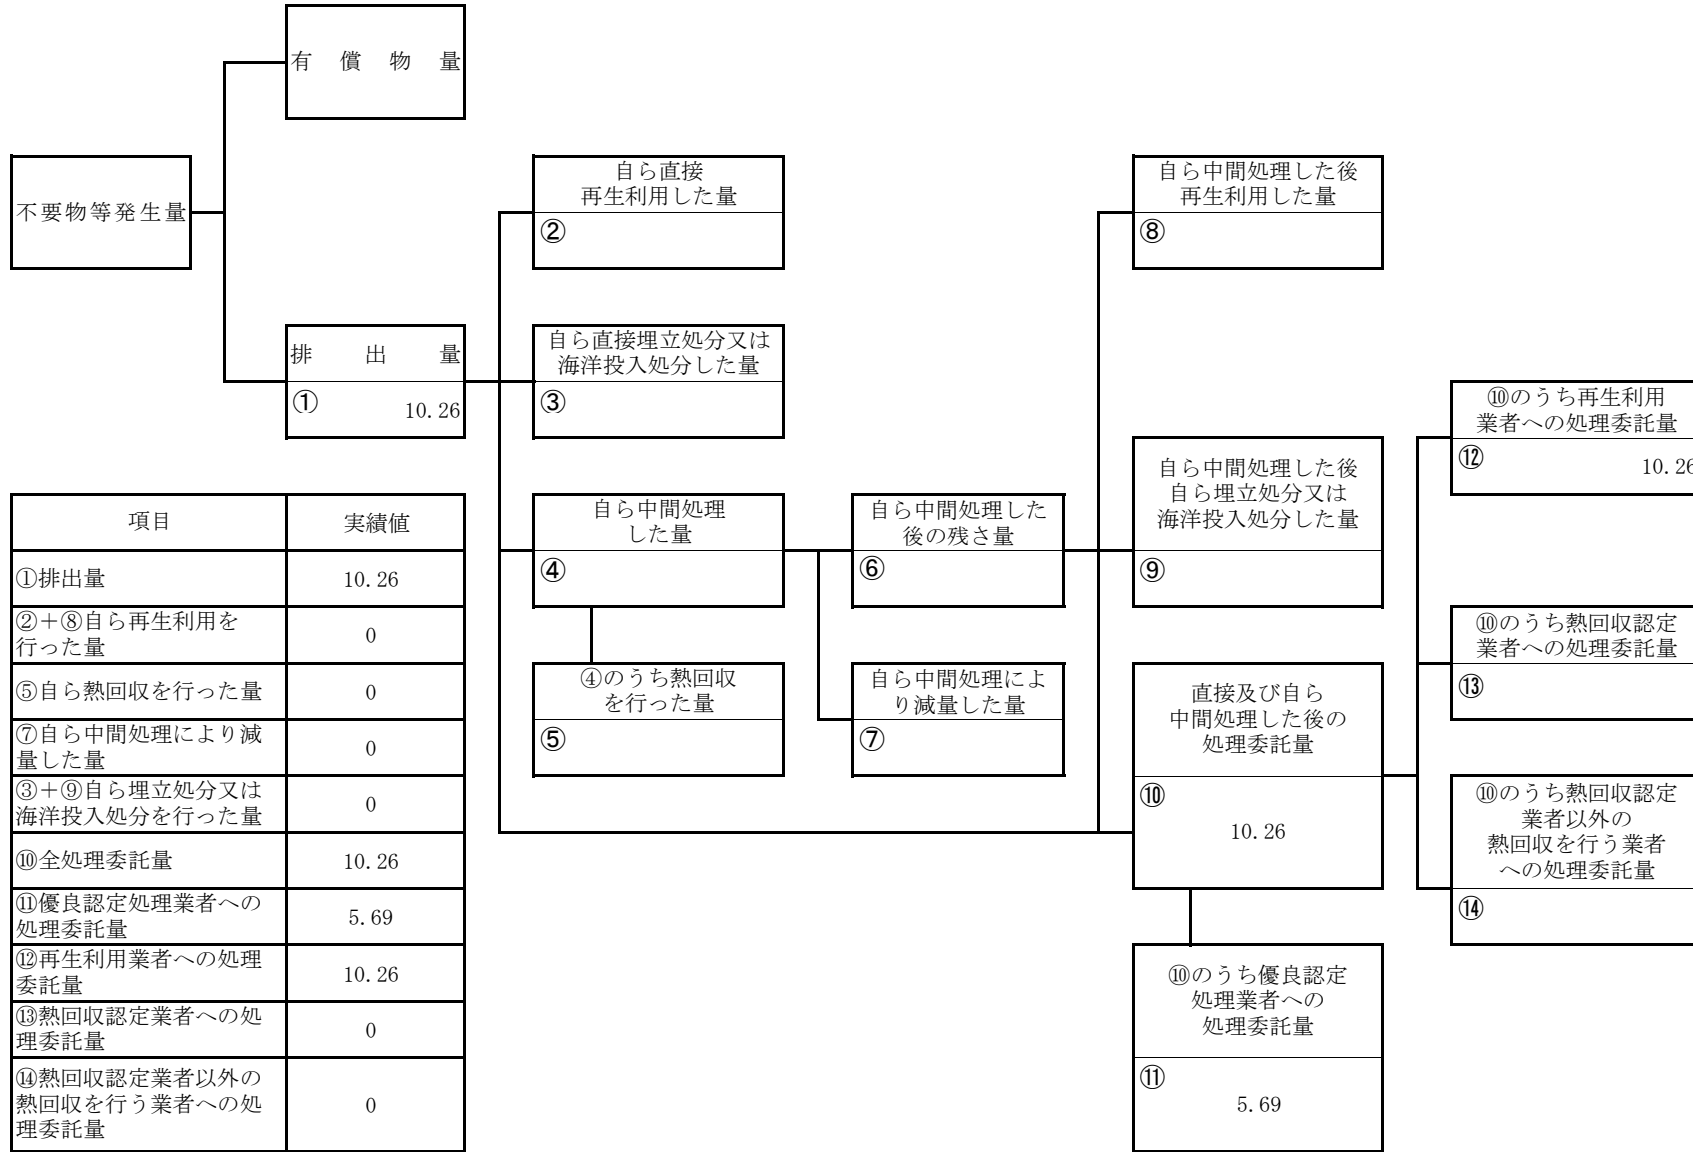 有償物量
不要物等発生量
排出量
① 10.26
自ら直接
再生利用した量
②
自ら直接埋立処分又は
海洋投入処分した量
③
自ら中間処理
した量
④
④のうち熱回収
を行った量
⑤
自ら中間処理した
後の残さ量
⑥
自ら中間処理によ
り減量した量
⑦
自ら中間処理した後
再生利用した量
⑧
自ら中間処理した後
自ら埋立処分又は
海洋投入処分した量
⑨
直接及び自ら
中間処理した後の
処理委託量
⑩
10.26
⑩のうち優良認定
処理業者への
処理委託量
⑪
5.69
⑩のうち再生利用
業者への処理委託量
⑫ 10.26
⑩のうち熱回収認定
業者への処理委託量
⑬
⑩のうち熱回収認定
業者以外の
熱回収を行う業者
への処理委託量
⑭
項目 実績値
①排出量 10.26
②＋⑧自ら再生利用を
行った量 0
⑤自ら熱回収を行った量 0
⑦自ら中間処理により減
量した量 0
③＋⑨自ら埋立処分又は
海洋投入処分を行った量 0
⑩全処理委託量 10.26
⑪優良認定処理業者への
処理委託量 5.69
⑫再生利用業者への処理
委託量 10.26
⑬熱回収認定業者への処
理委託量 0
⑭熱回収認定業者以外の
熱回収を行う業者への処
理委託量 0